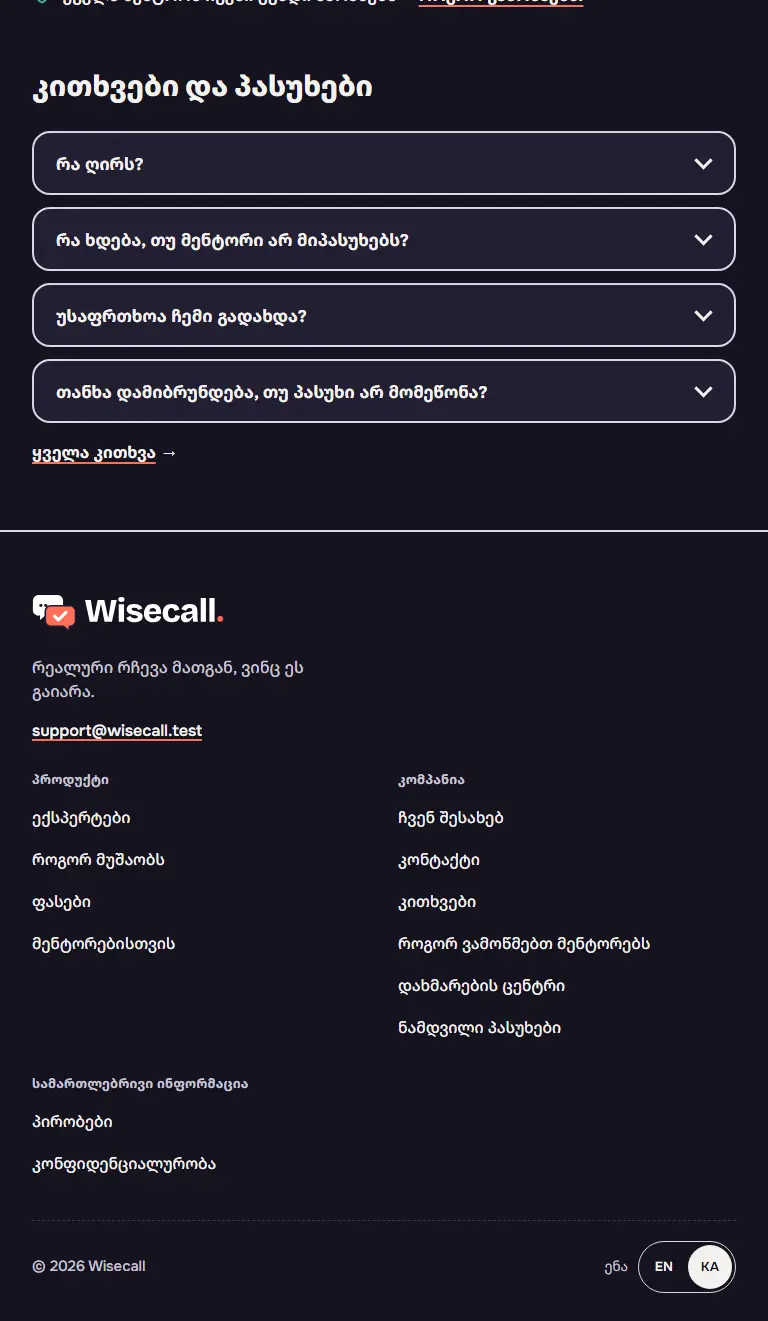 კითხვები და პასუხები
რა ღირს?
რა ხდება, თუ მენტორი არ მიპასუხებს?
უსაფრთხოა ჩემი გადახდა?
თანხა დამიბრუნდება, თუ პასუხი არ მომეწონა?
ყველა კითხვა →
Wisecall.
რეალური რჩევა მათგან, ვინც ეს
გაიარა.
support@wisecall.test
პროდუქტი
ექსპერტები
როგორ მუშაობს
ფასები
მენტორებისთვის
კომპანია
ჩვენ შესახებ
კონტაქტი
კითხვები
როგორ ვამოწმებთ მენტორებს
დახმარების ცენტრი
ნამდვილი პასუხები
სამართლებრივი ინფორმაცია
პირობები
კონფიდენციალურობა
© 2026 Wisecall
ენა EN KA